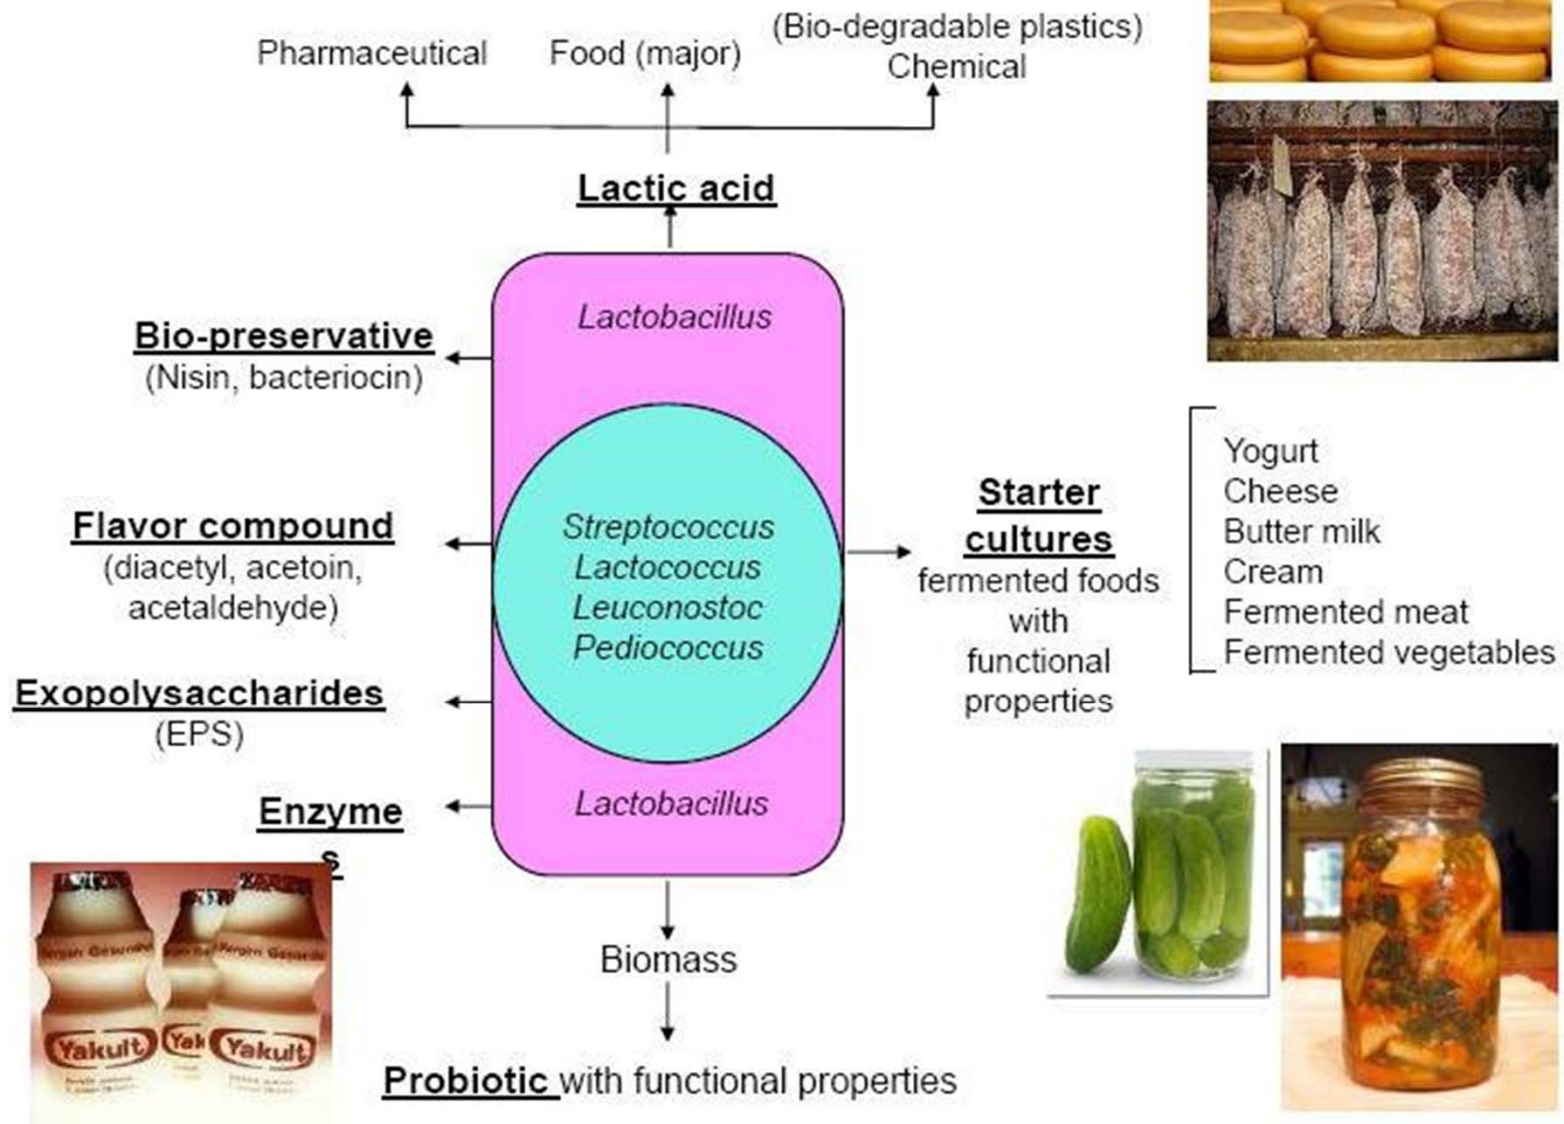 (Bio-degradable plastics)
Pharmaceutical
Food (major)
Chemical
Lactic acid
Lactobacillus
Bio-preservative
(Nisin, bacteriocin)
Flavor compound
(diacetyl, acetoin,
acetaldehyde)
Exopolysaccharides
(EPS)
Enzyme
s
Streptococcus
Lactococcus
Leuconostoc
Pediococcus
Lactobacillus
Starter
cultures
fermented foods
with
functional
properties
Yogurt
Cheese
Butter milk
Cream
Fermented meat
Fermented vegetables
Biomass
Probiotic with functional properties
Yakult
Yak
Yakult